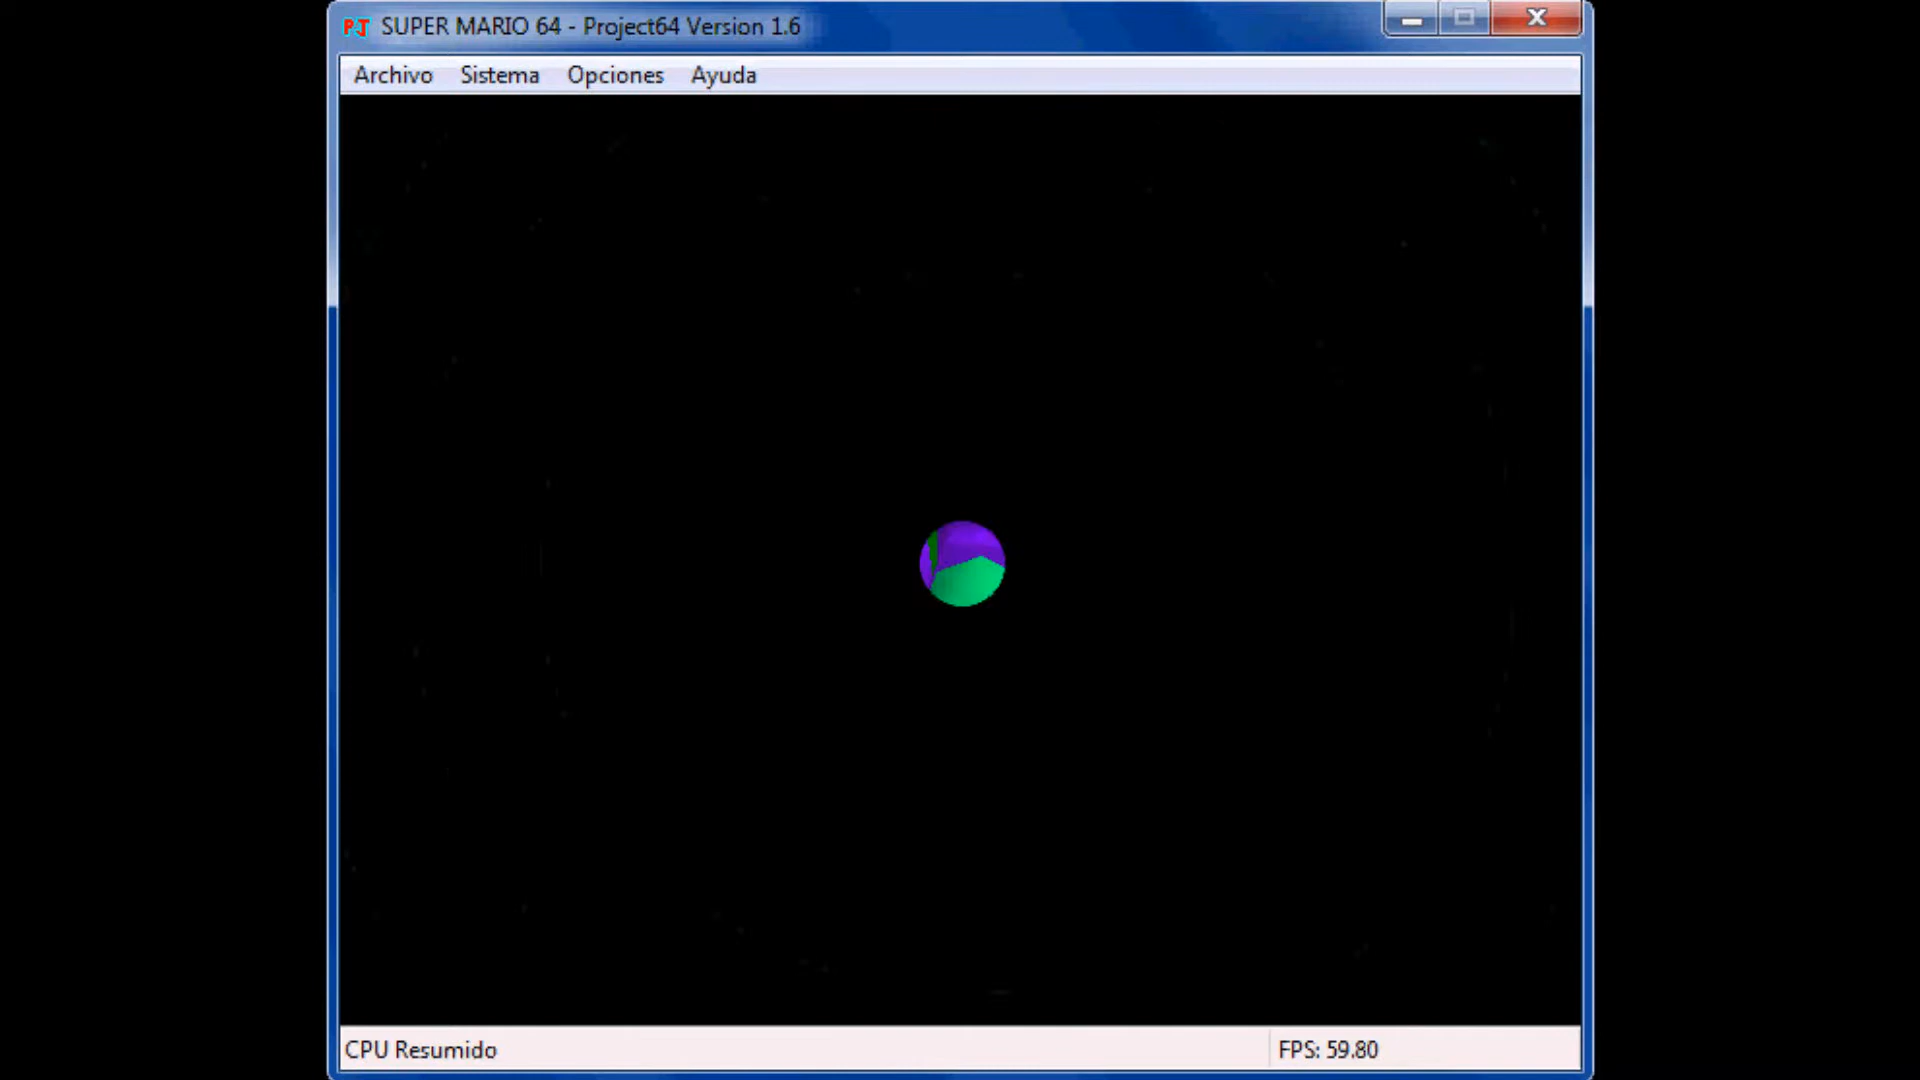 SUPER MARIO 64 - Project64 Version 1.6
Archivo Sistema Opciones Ayuda
CPU Resumido FPS: 59.80